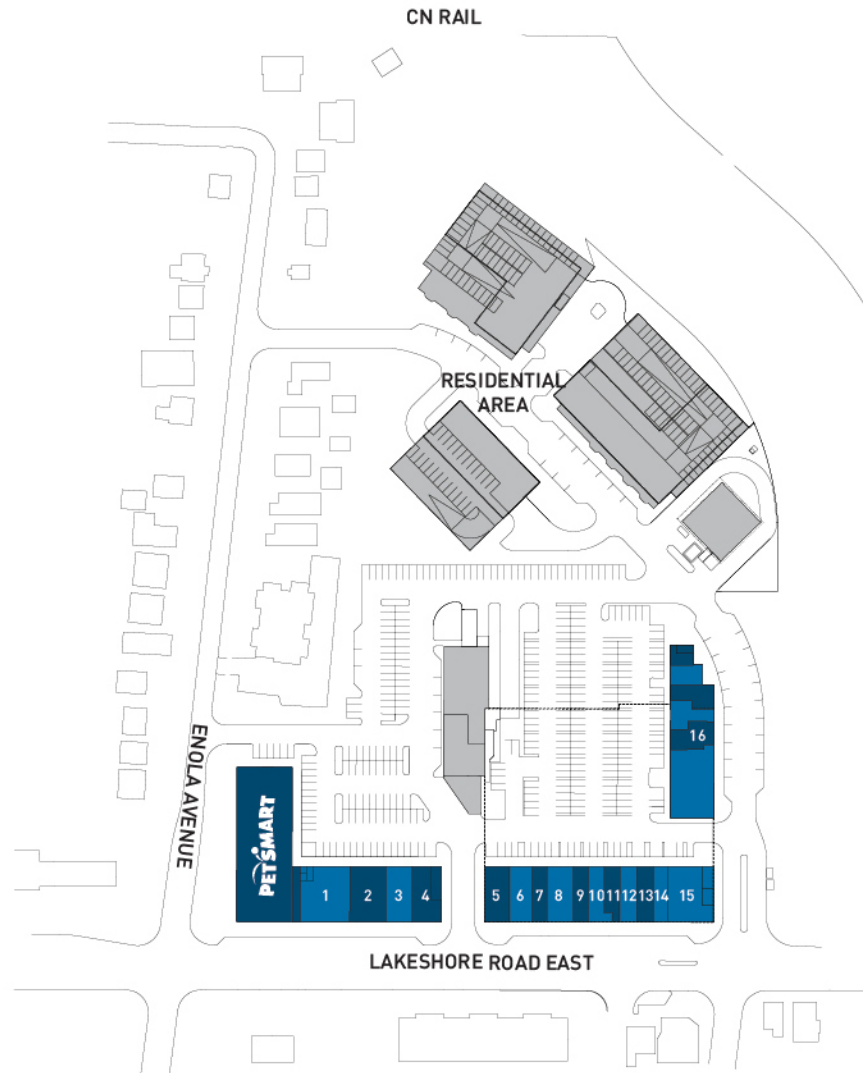 CN RAIL
RESIDENTIAL
AREA
16
ENOLA AVENUE
PETSMART
1 2 3 4 5 6 7 8 9 10 11 12 13 14 15
LAKESHORE ROAD EAST